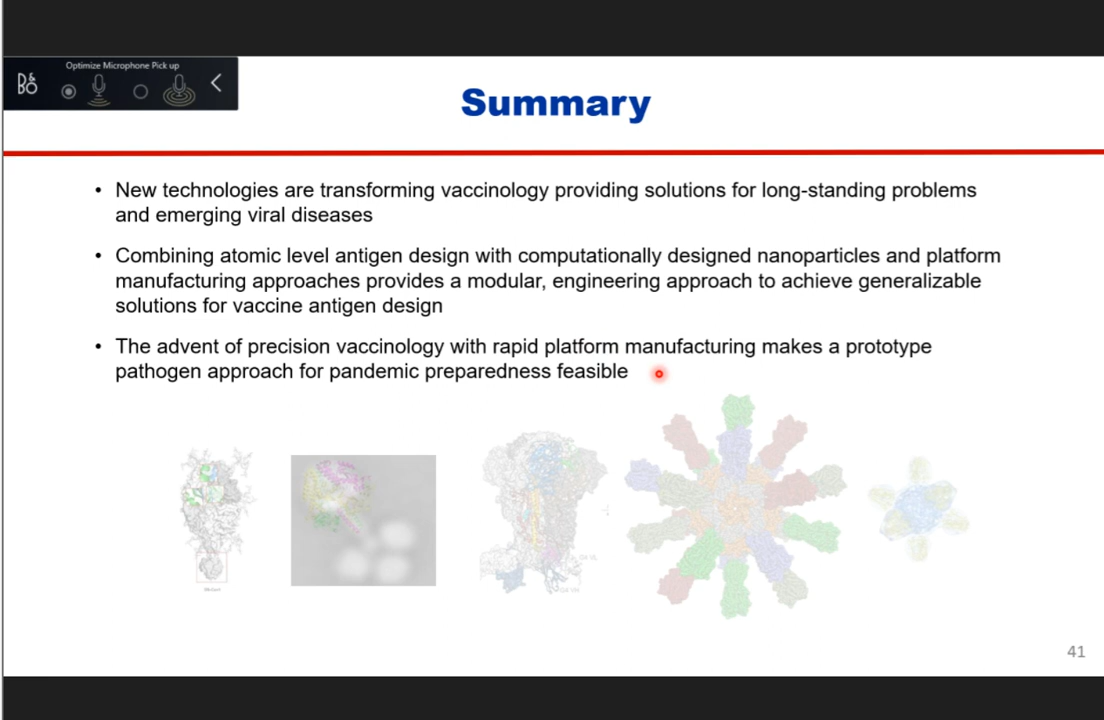 Optimize Microphone Pick up
B&O
Summary
• New technologies are transforming vaccinology providing solutions for long-standing problems
and emerging viral diseases
• Combining atomic level antigen design with computationally designed nanoparticles and platform
manufacturing approaches provides a modular, engineering approach to achieve generalizable
solutions for vaccine antigen design
• The advent of precision vaccinology with rapid platform manufacturing makes a prototype
pathogen approach for pandemic preparedness feasible
41